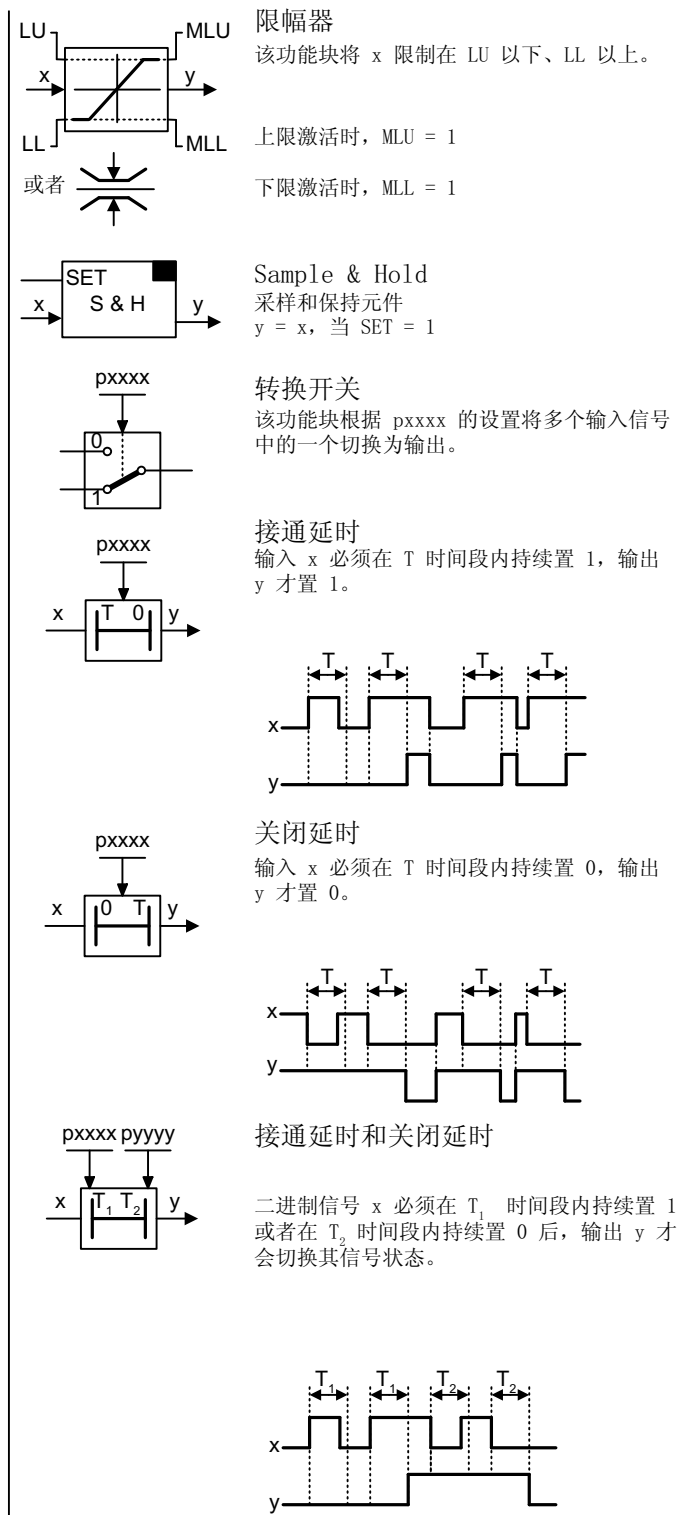 限幅器
LU
MLU
该功能块将 x 限制在 LU 以下、LL 以上。
x
y
LL
MLL
上限激活时，MLU = 1
或者
下限激活时，MLL = 1
SET
S & H
x
y
Sample & Hold
采样和保持元件
y = x，当 SET = 1
pxxxx
0
1
转换开关
该功能块根据 pxxxx 的设置将多个输入信号
中的一个切换为输出。
pxxxx
x
T 0
y
接通延时
输入 x 必须在 T 时间段内持续置 1，输出
y 才置 1。
T T T T
x
y
pxxxx
x
0 T
y
关闭延时
输入 x 必须在 T 时间段内持续置 0，输出
y 才置 0。
T T T T
x
y
pxxxx pyyyy
x
T₁ T₂
y
接通延时和关闭延时
二进制信号 x 必须在 T₁ 时间段内持续置 1
或者在 T₂ 时间段内持续置 0 后，输出 y 才
会切换其信号状态。
T₁ T₁ T₂ T₂
x
y